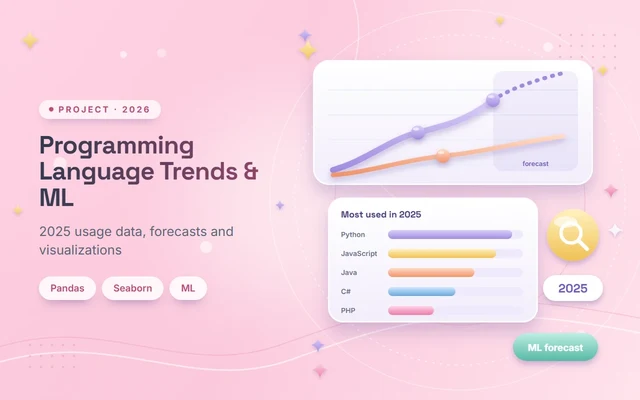 PROJECT · 2026
Programming
Language Trends &
ML
2025 usage data, forecasts and
visualizations
Pandas
Seaborn
ML
forecast
Most used in 2025
Python
JavaScript
Java
C#
PHP
2025
ML forecast